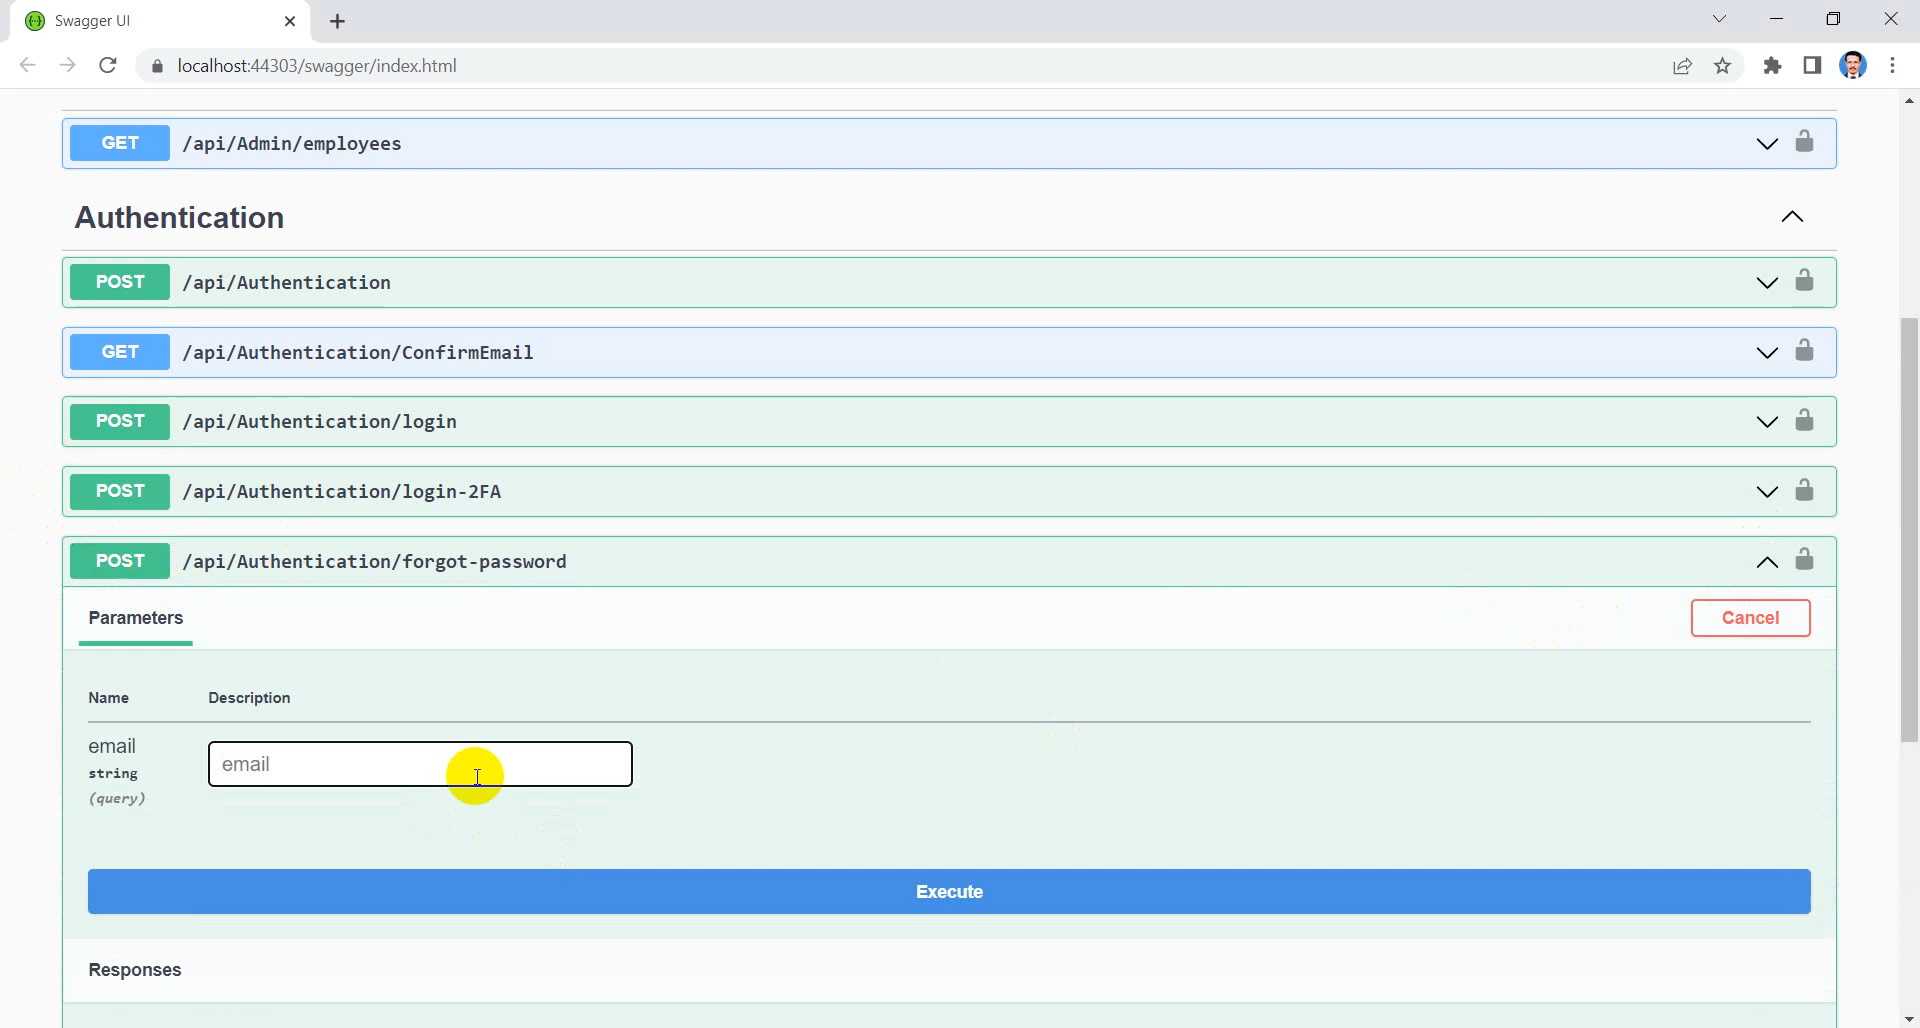 Swagger UI
localhost:44303/swagger/index.html
GET /api/Admin/employees
Authentication
POST /api/Authentication
GET /api/Authentication/ConfirmEmail
POST /api/Authentication/login
POST /api/Authentication/login-2FA
POST /api/Authentication/forgot-password
Parameters Cancel
Name Description
email
string
(query)
email
Execute
Responses